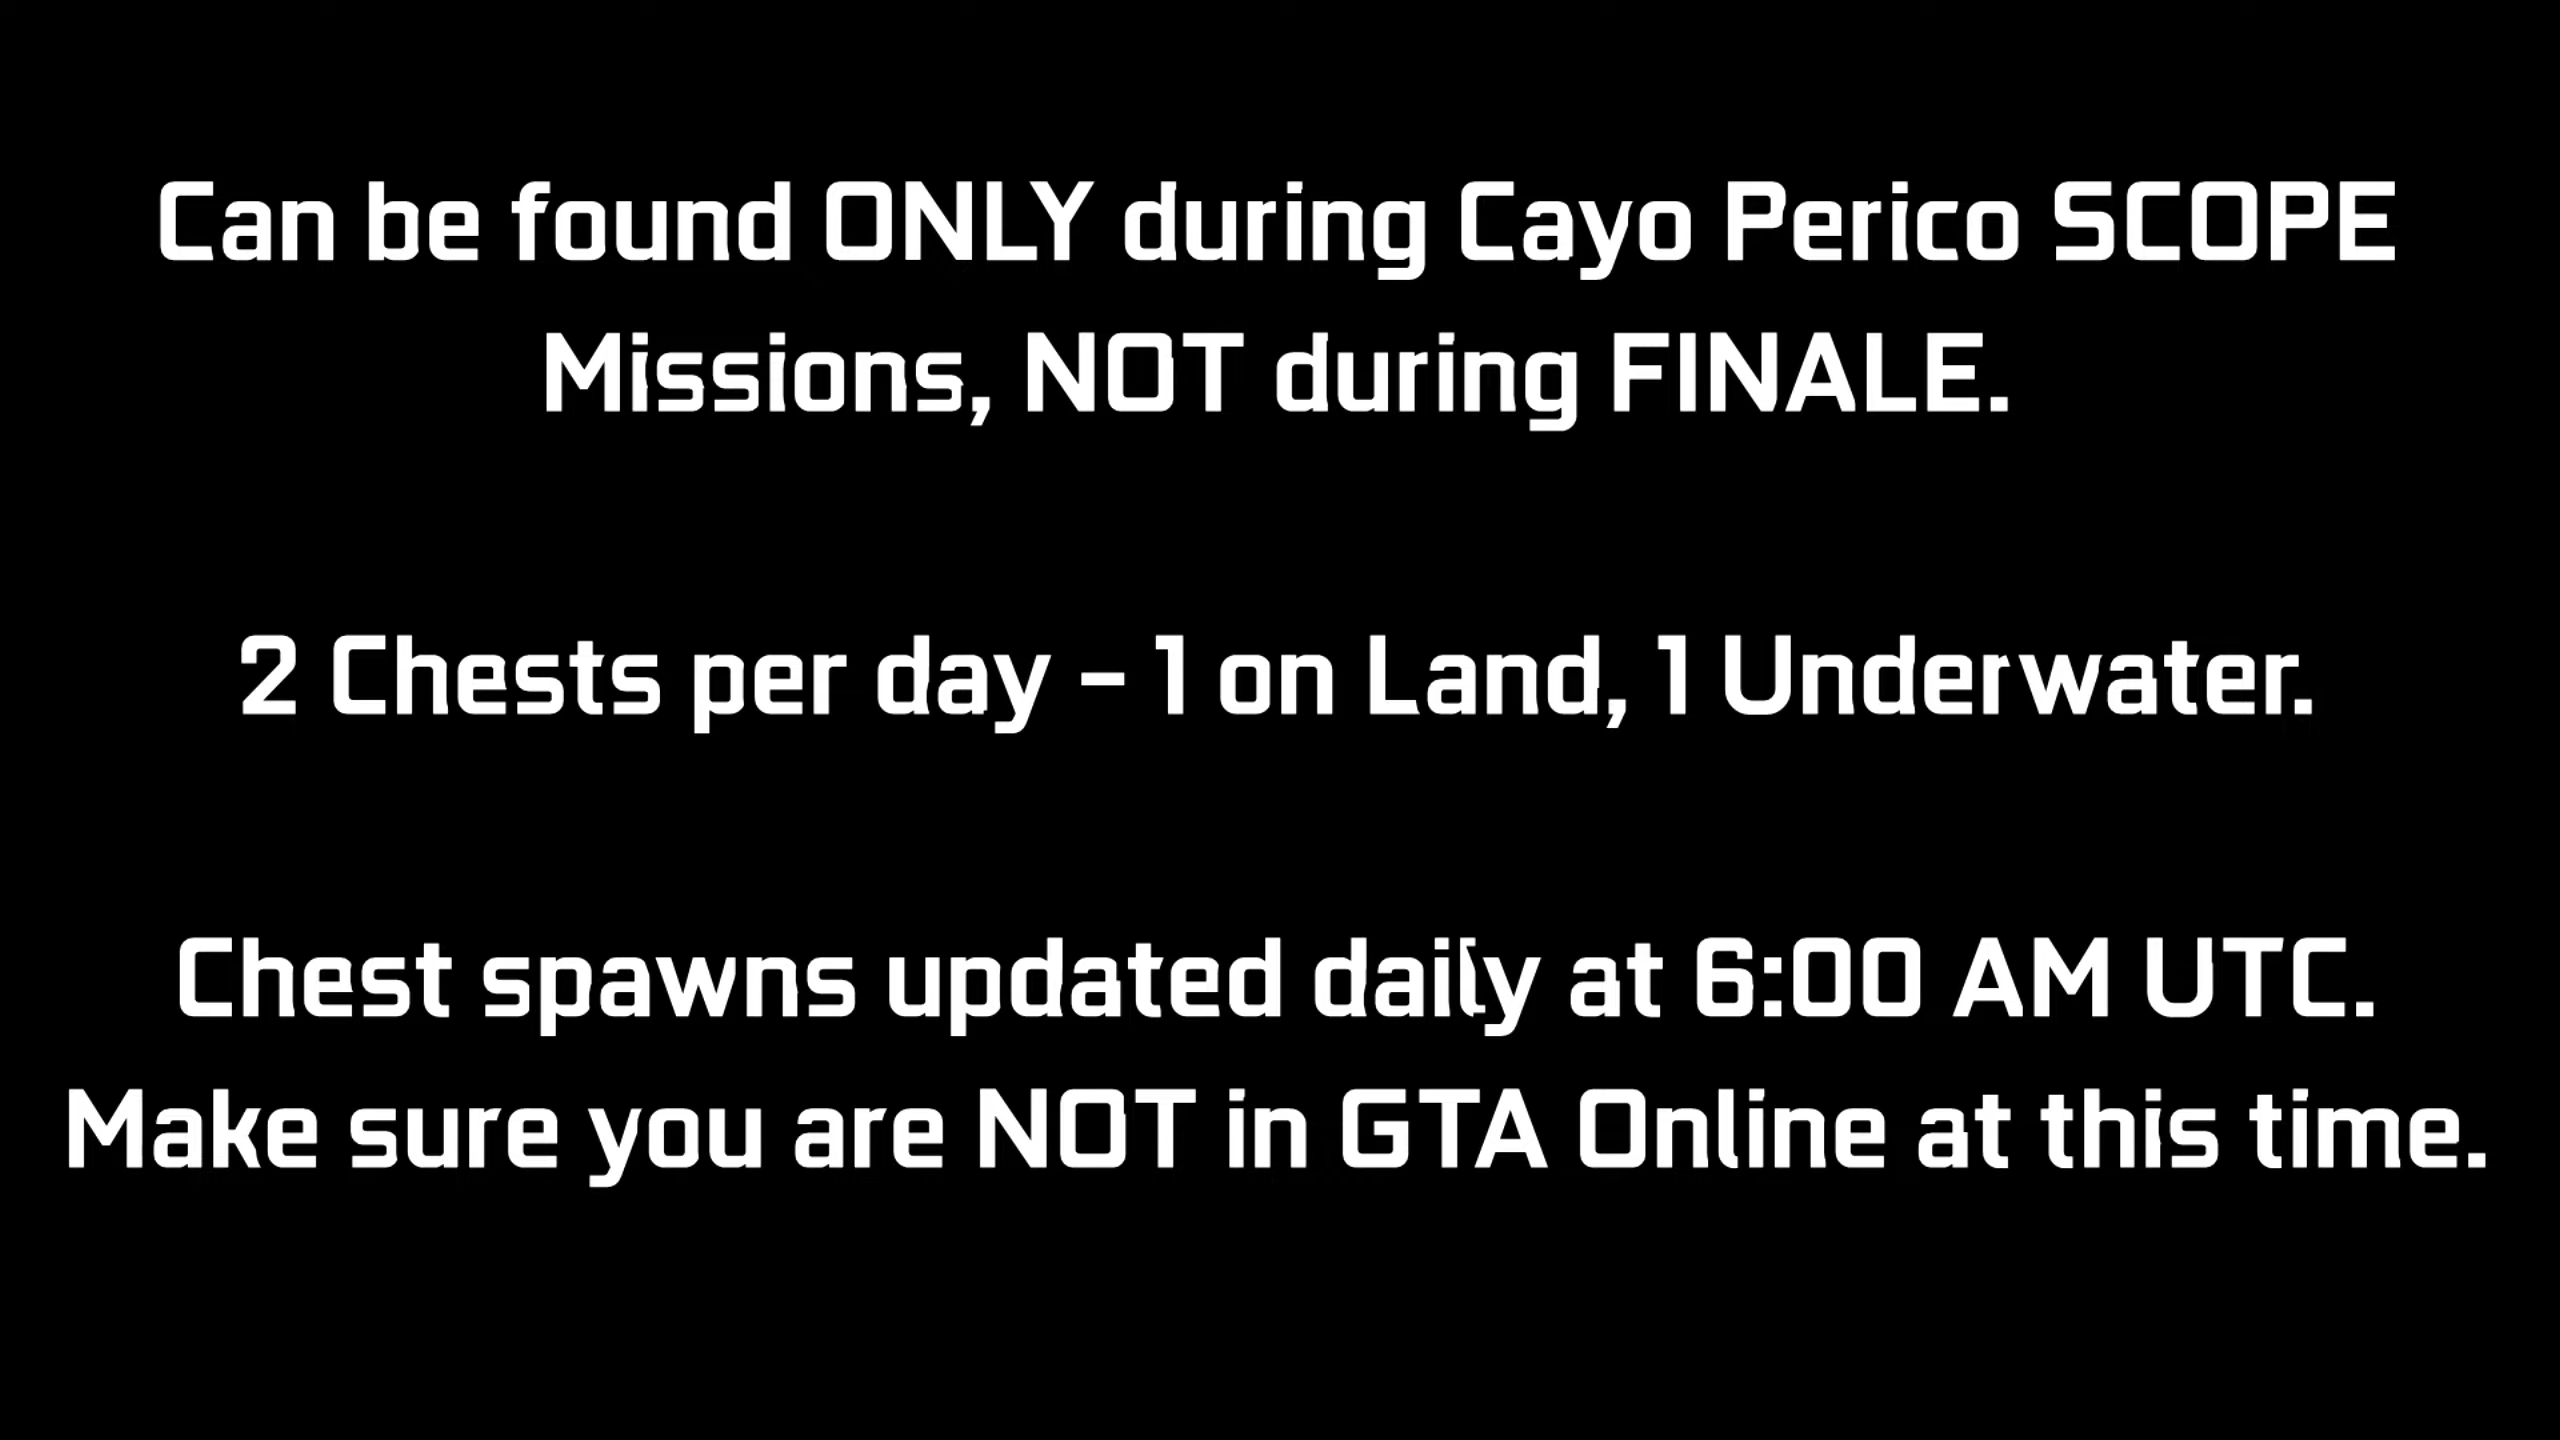 Can be found ONLY during Cayo Perico SCOPE
Missions, NOT during FINALE.
2 Chests per day - 1 on Land, 1 Underwater.
Chest spawns updated daily at 6:00 AM UTC.
Make sure you are NOT in GTA Online at this time.